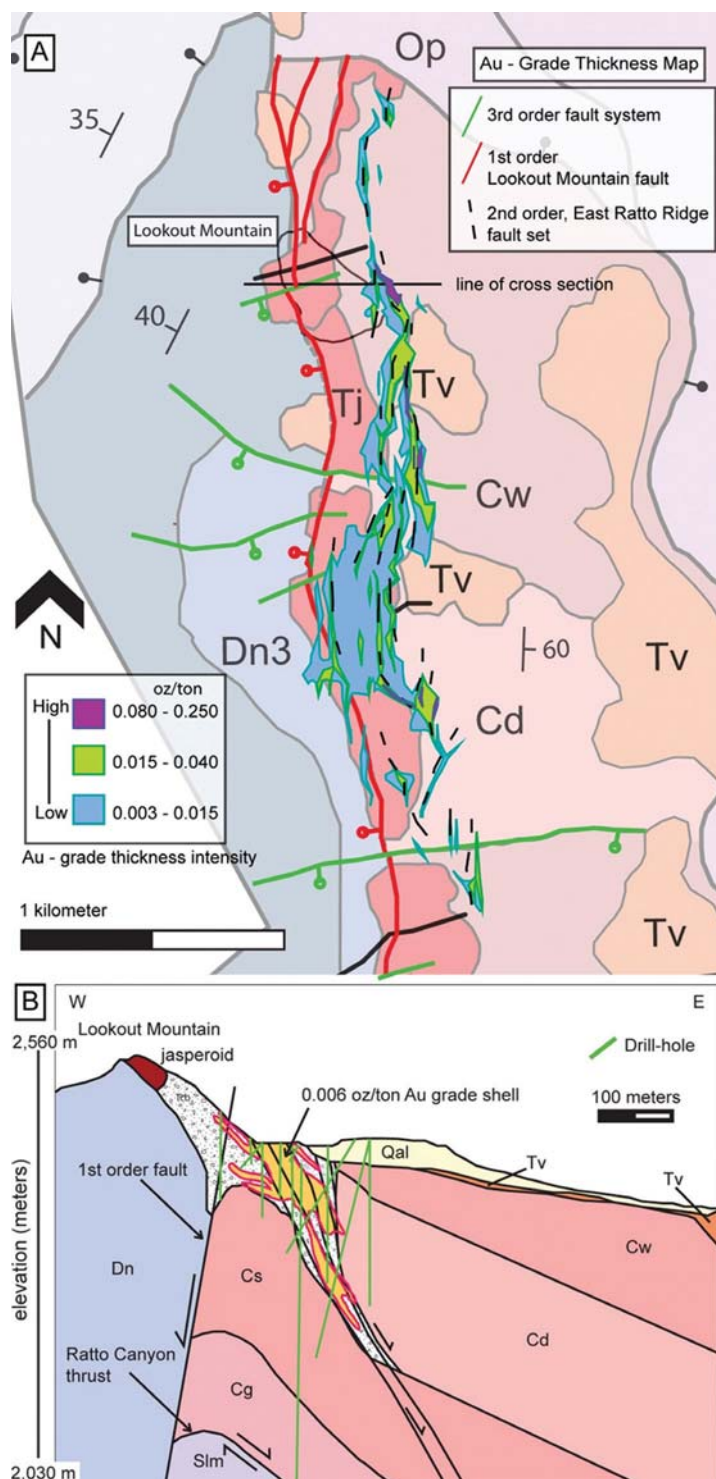 A
Op
Au - Grade Thickness Map
3rd order fault system
1st order
Lookout Mountain fault
2nd order, East Ratto Ridge
fault set
35
Lookout Mountain
line of cross section
40
Tj
Tv
Cw
Tv
N
Dn3
60
Tv
Cd
oz/ton
High
0.080 - 0.250
0.015 - 0.040
Low
0.003 - 0.015
Au - grade thickness intensity
1 kilometer
Tv
B
W
E
2,560 m
Lookout Mountain
jasperoid
Drill-hole
0.006 oz/ton Au grade shell
100 meters
Qal
1st order fault
Tv
Tv
elevation (meters)
Dn
Cs
Cw
Cd
Ratto Canyon
thrust
Cg
Slm
2,030 m